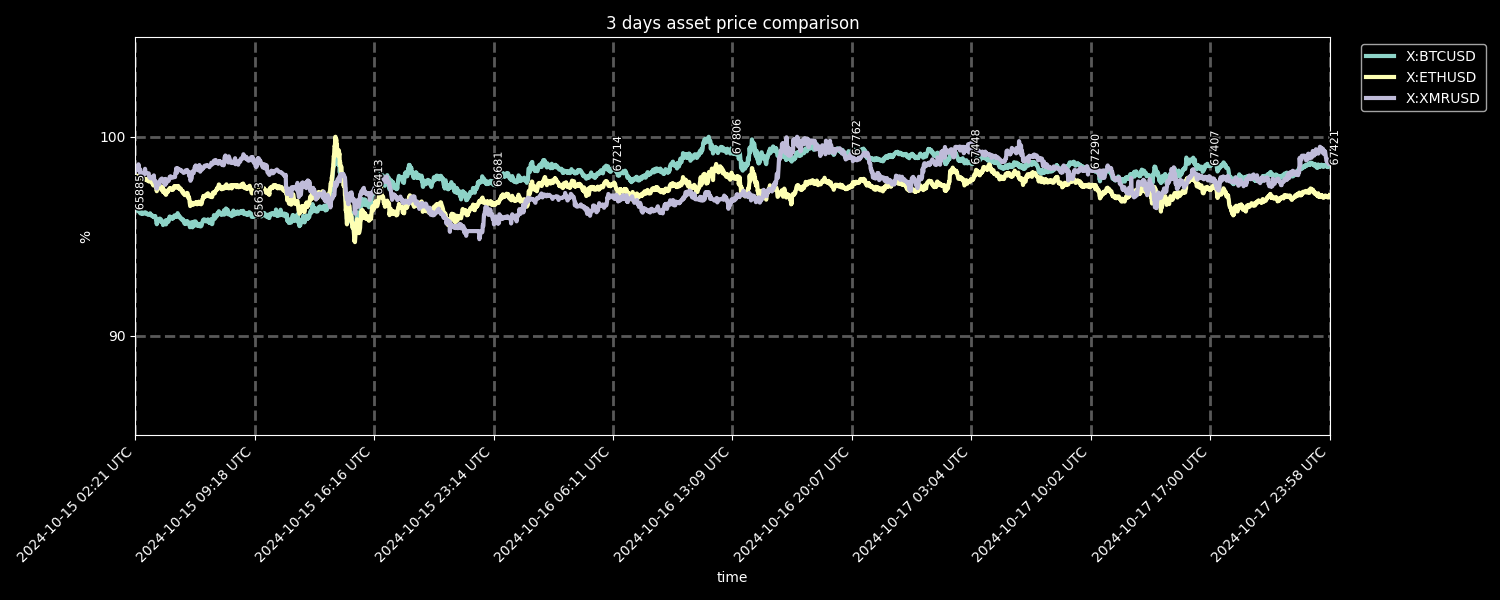 3 days asset price comparison
X:BTCUSD
X:ETHUSD
X:XMRUSD
100
90
%
65885
65633
66413
66681
67214
67806
67762
67448
67290
67407
67421
2024-10-15 02:21 UTC
2024-10-15 09:18 UTC
2024-10-15 16:16 UTC
2024-10-15 23:14 UTC
2024-10-16 06:11 UTC
2024-10-16 13:09 UTC
2024-10-16 20:07 UTC
2024-10-17 03:04 UTC
2024-10-17 10:02 UTC
2024-10-17 17:00 UTC
2024-10-17 23:58 UTC
time